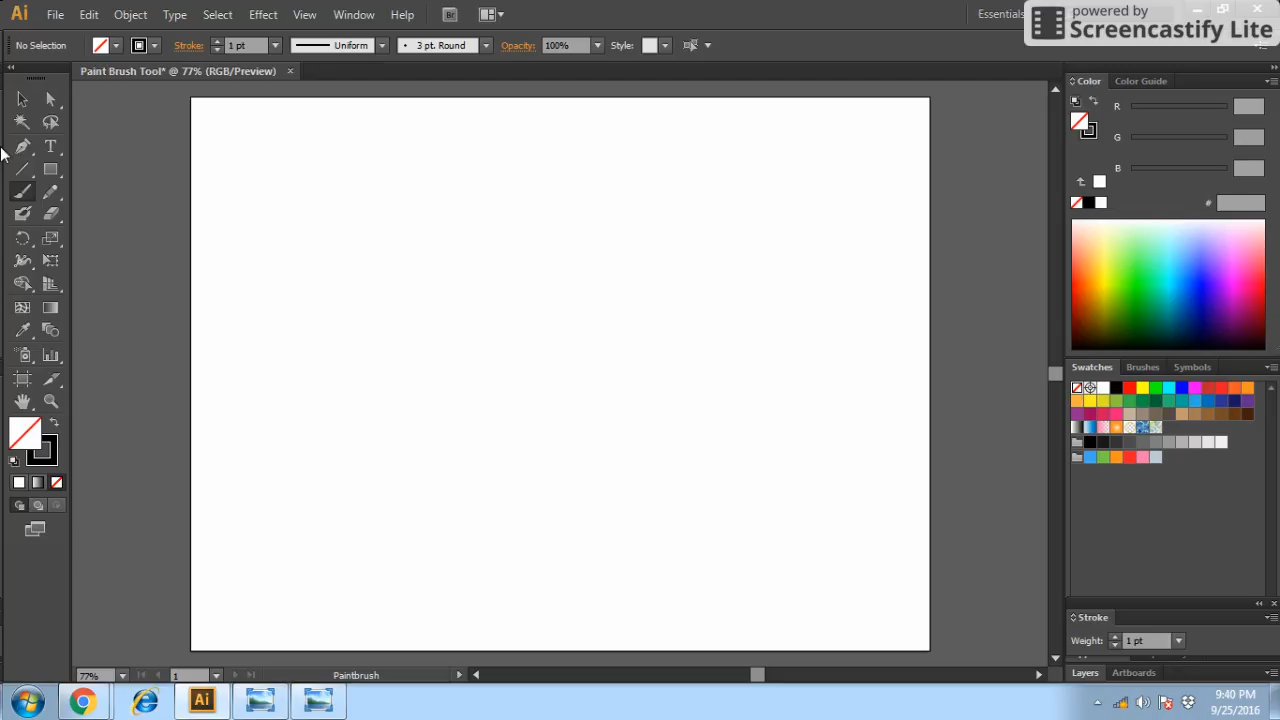 Ai File Edit Object Type Select Effect View Window Help Br Essentials
powered by
Screencastify Lite
No Selection Stroke: 1 pt Uniform 3 pt. Round Opacity: 100% Style:
Paint Brush Tool* @ 77% (RGB/Preview)
Color Color Guide
R
G
B
#
T
Swatches Brushes Symbols
Stroke
Weight: 1 pt
77% 1 Paintbrush
Layers Artboards
Ai
9:40 PM
9/25/2016